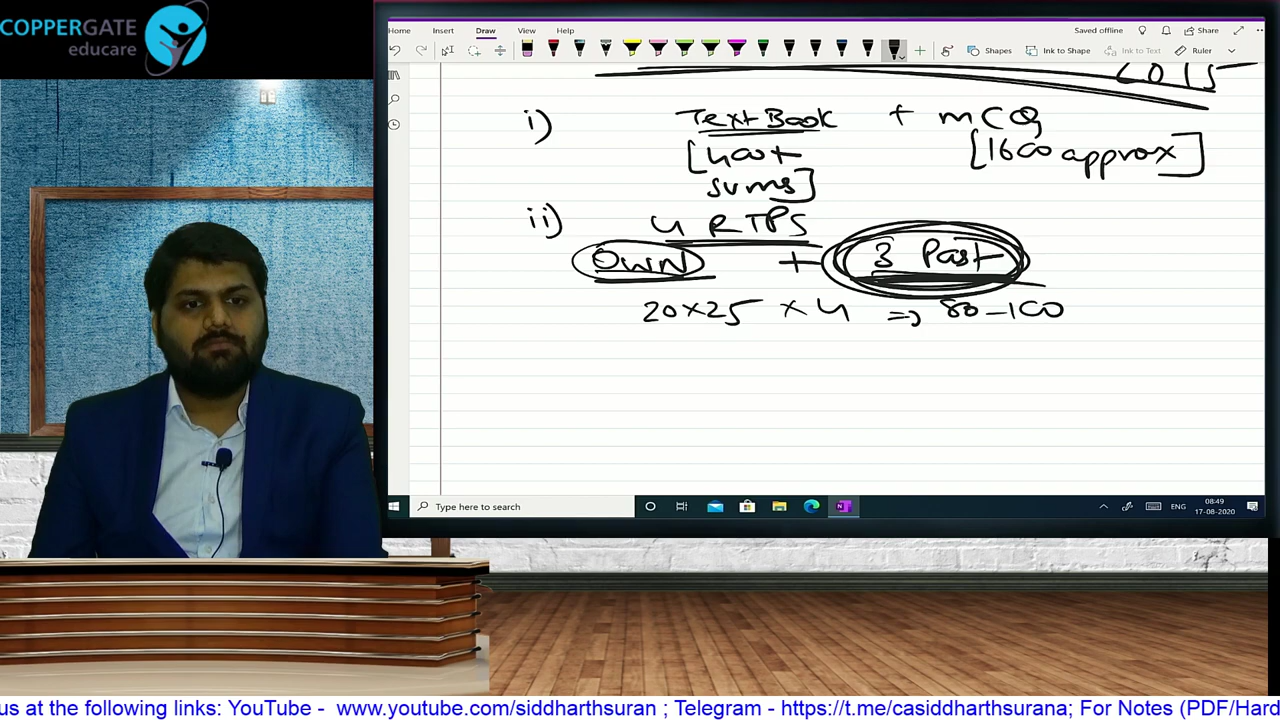 COPPERGATE
educare
Home Insert Draw View Help
Saved offline Share
Shapes Ink to Shape Ink to Text Ruler
2015
i) TextBook + MCQ
[400+ [1600 approx]
sums]
ii) 4 RTPS
OWN + 3 Past
20×25 × 4 => 80-100
Type here to search
ENG
08:49
17-08-2020
us at the following links: YouTube - www.youtube.com/siddharthsuran ; Telegram - https://t.me/casiddharthsurana; For Notes (PDF/Hard